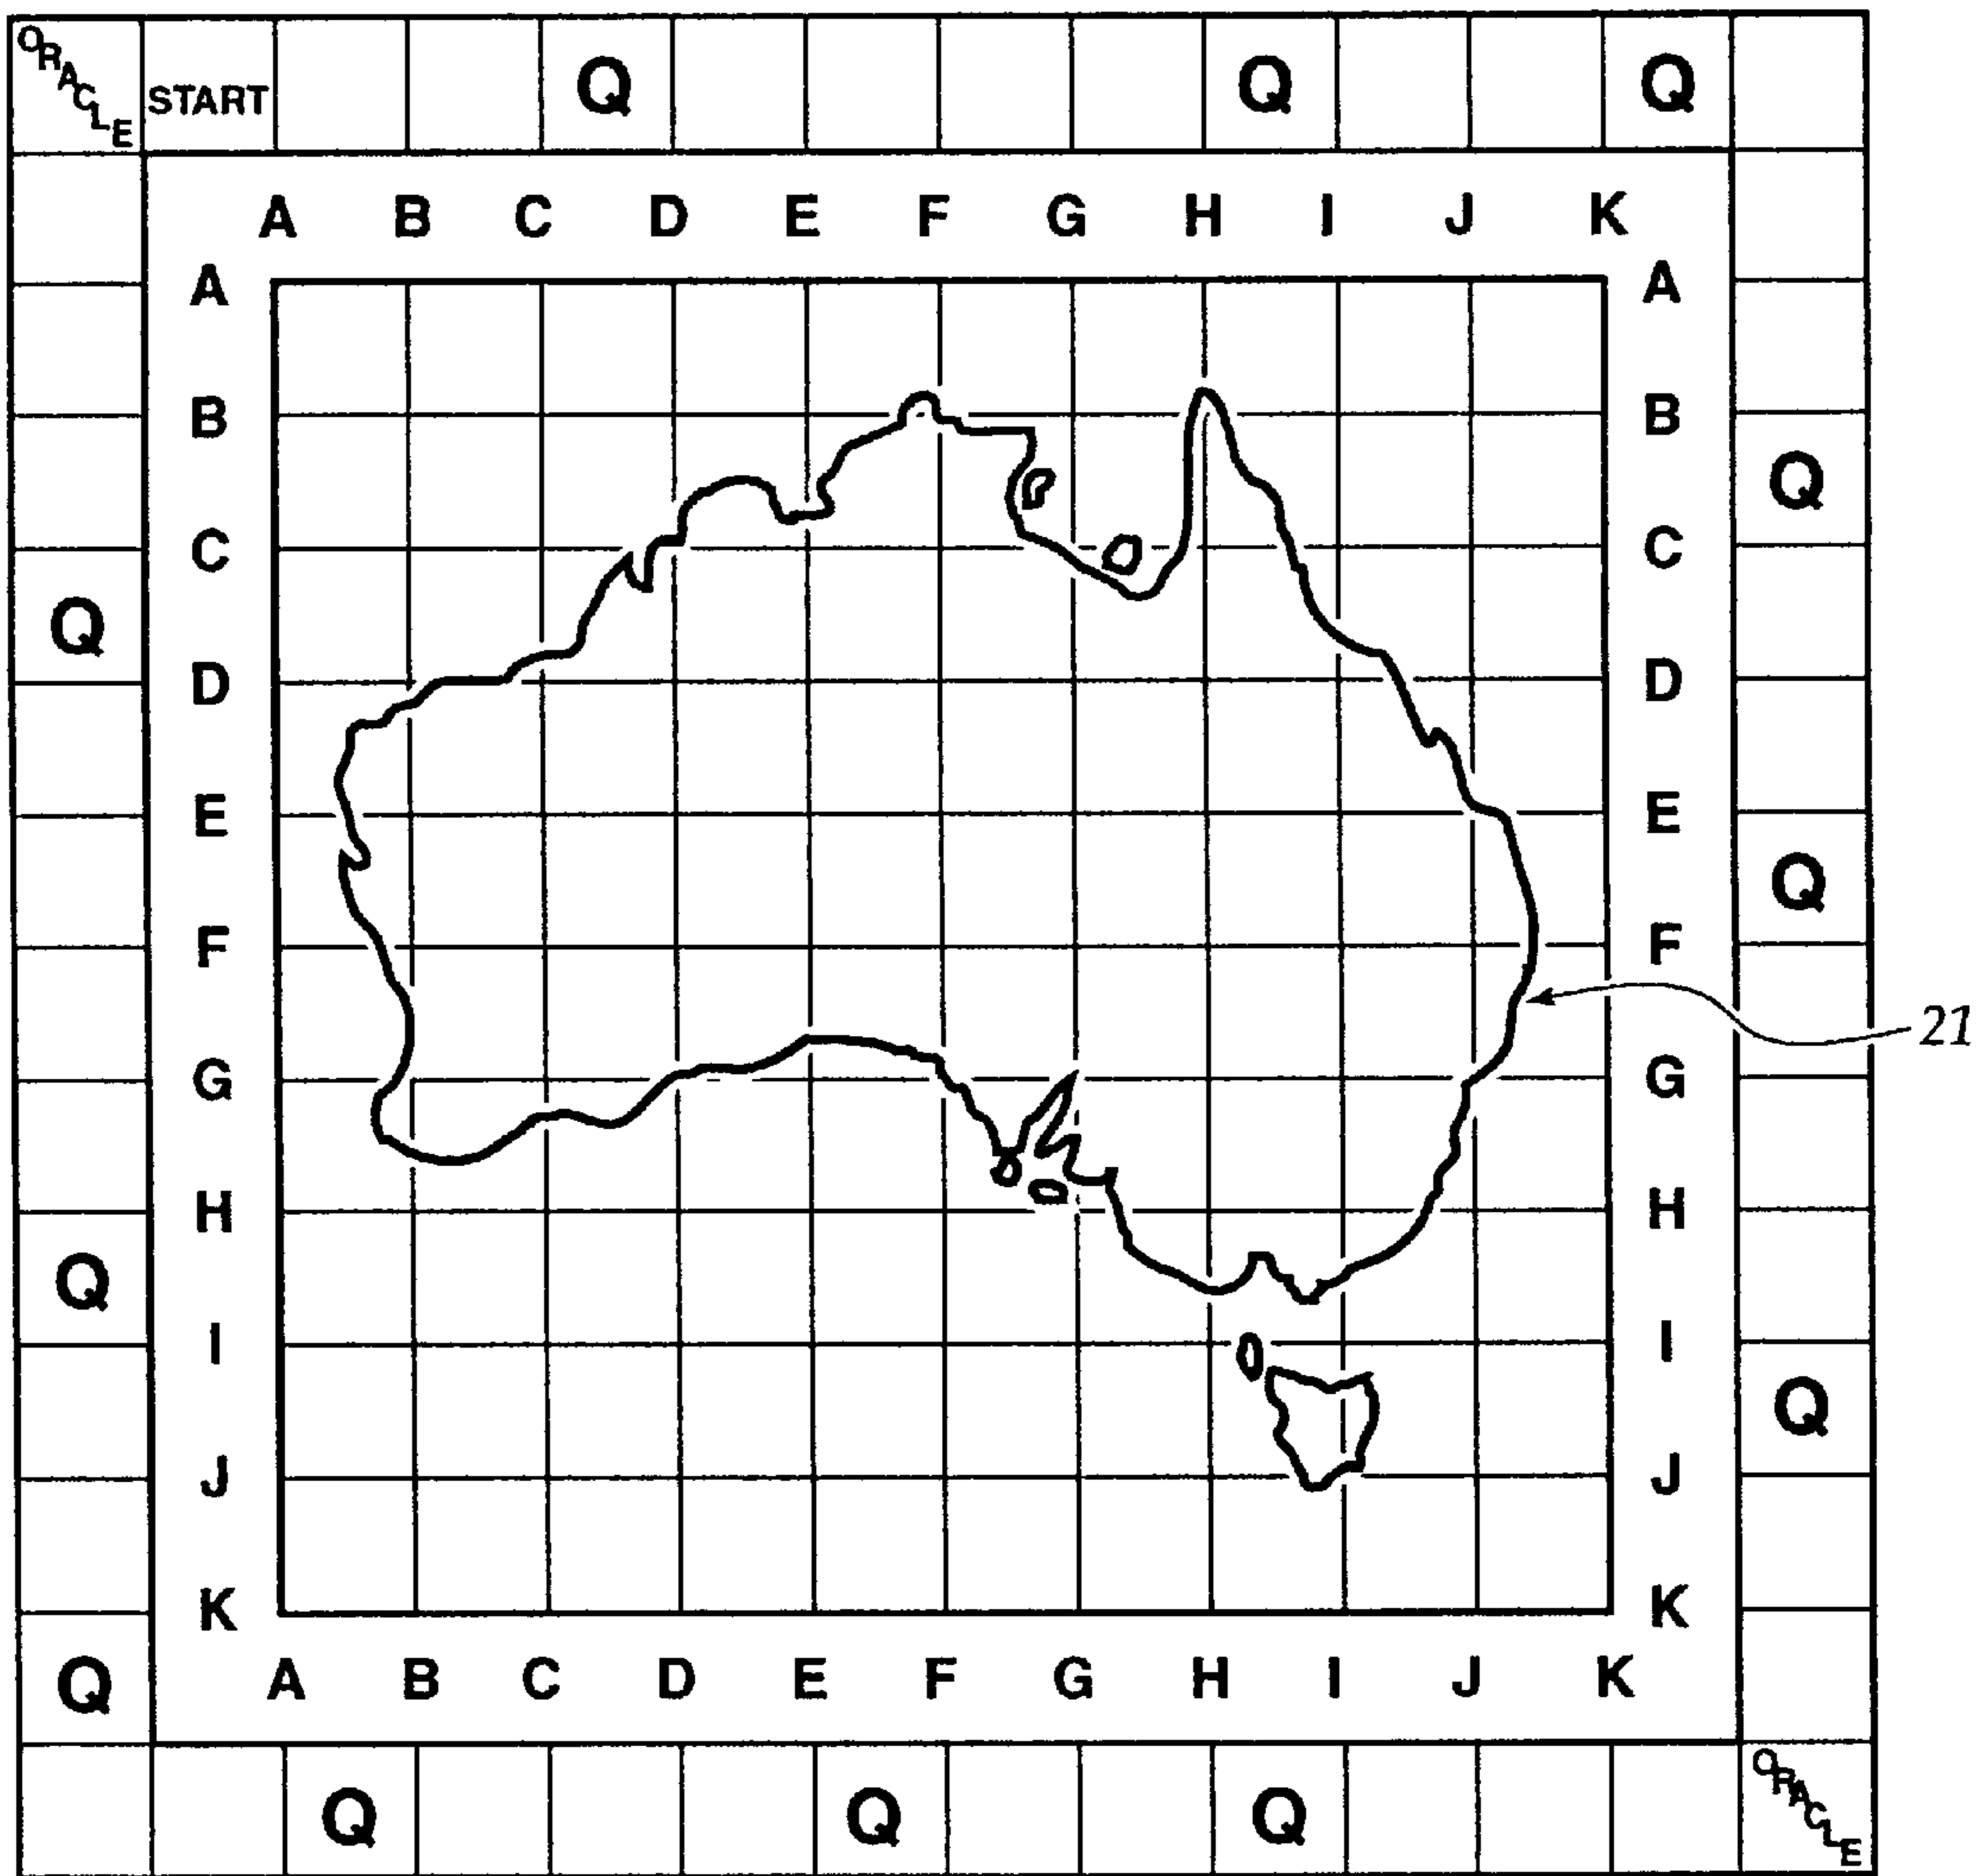 ORACLE START Q Q Q
A B C D E F G H I J K
A A
B B
Q
C C
Q
D D
E E
Q
F F
21
G G
H H
Q
I I
Q
J J
K K
Q A B C D E F G H I J K
Q Q Q ORACLE